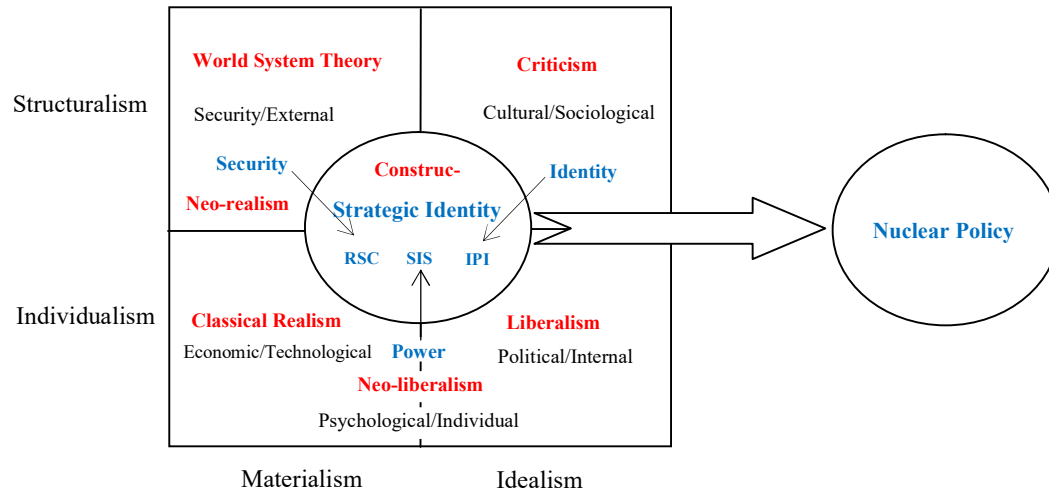 World System Theory
Criticism
Structuralism
Security/External
Cultural/Sociological
Security
Construc-
Identity
Neo-realism
Strategic Identity
Nuclear Policy
RSC SIS IPI
Individualism
Classical Realism
Liberalism
Economic/Technological
Power
Political/Internal
Neo-liberalism
Psychological/Individual
Materialism
Idealism